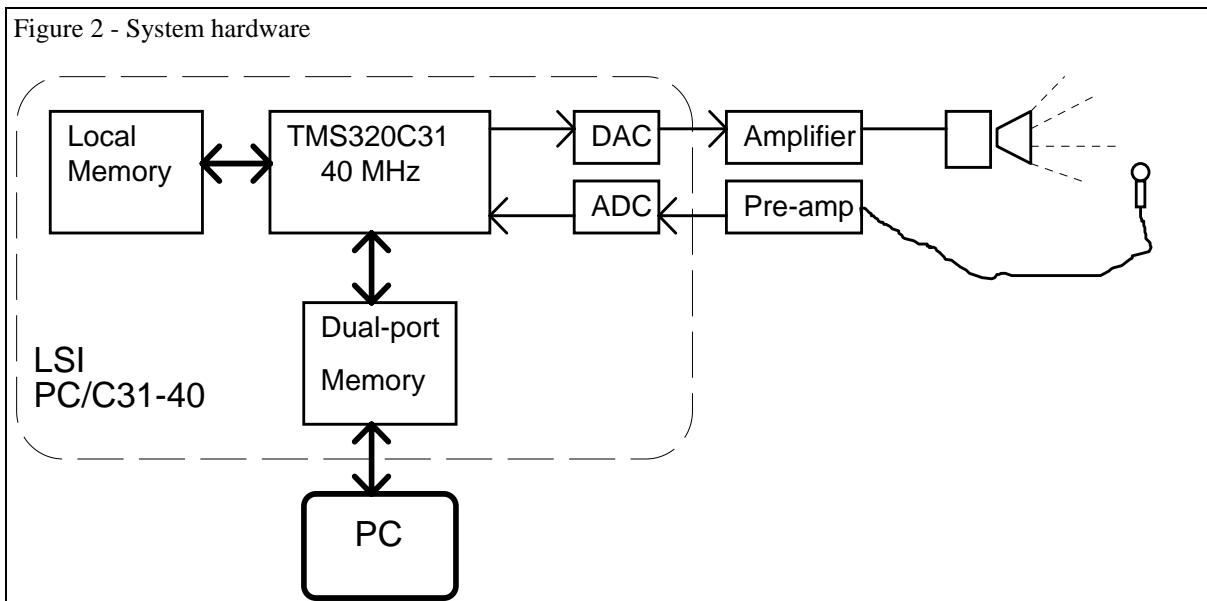 Figure 2 - System hardware
Local
Memory
TMS320C31
40 MHz
DAC
Amplifier
ADC
Pre-amp
Dual-port
Memory
LSI
PC/C31-40
PC